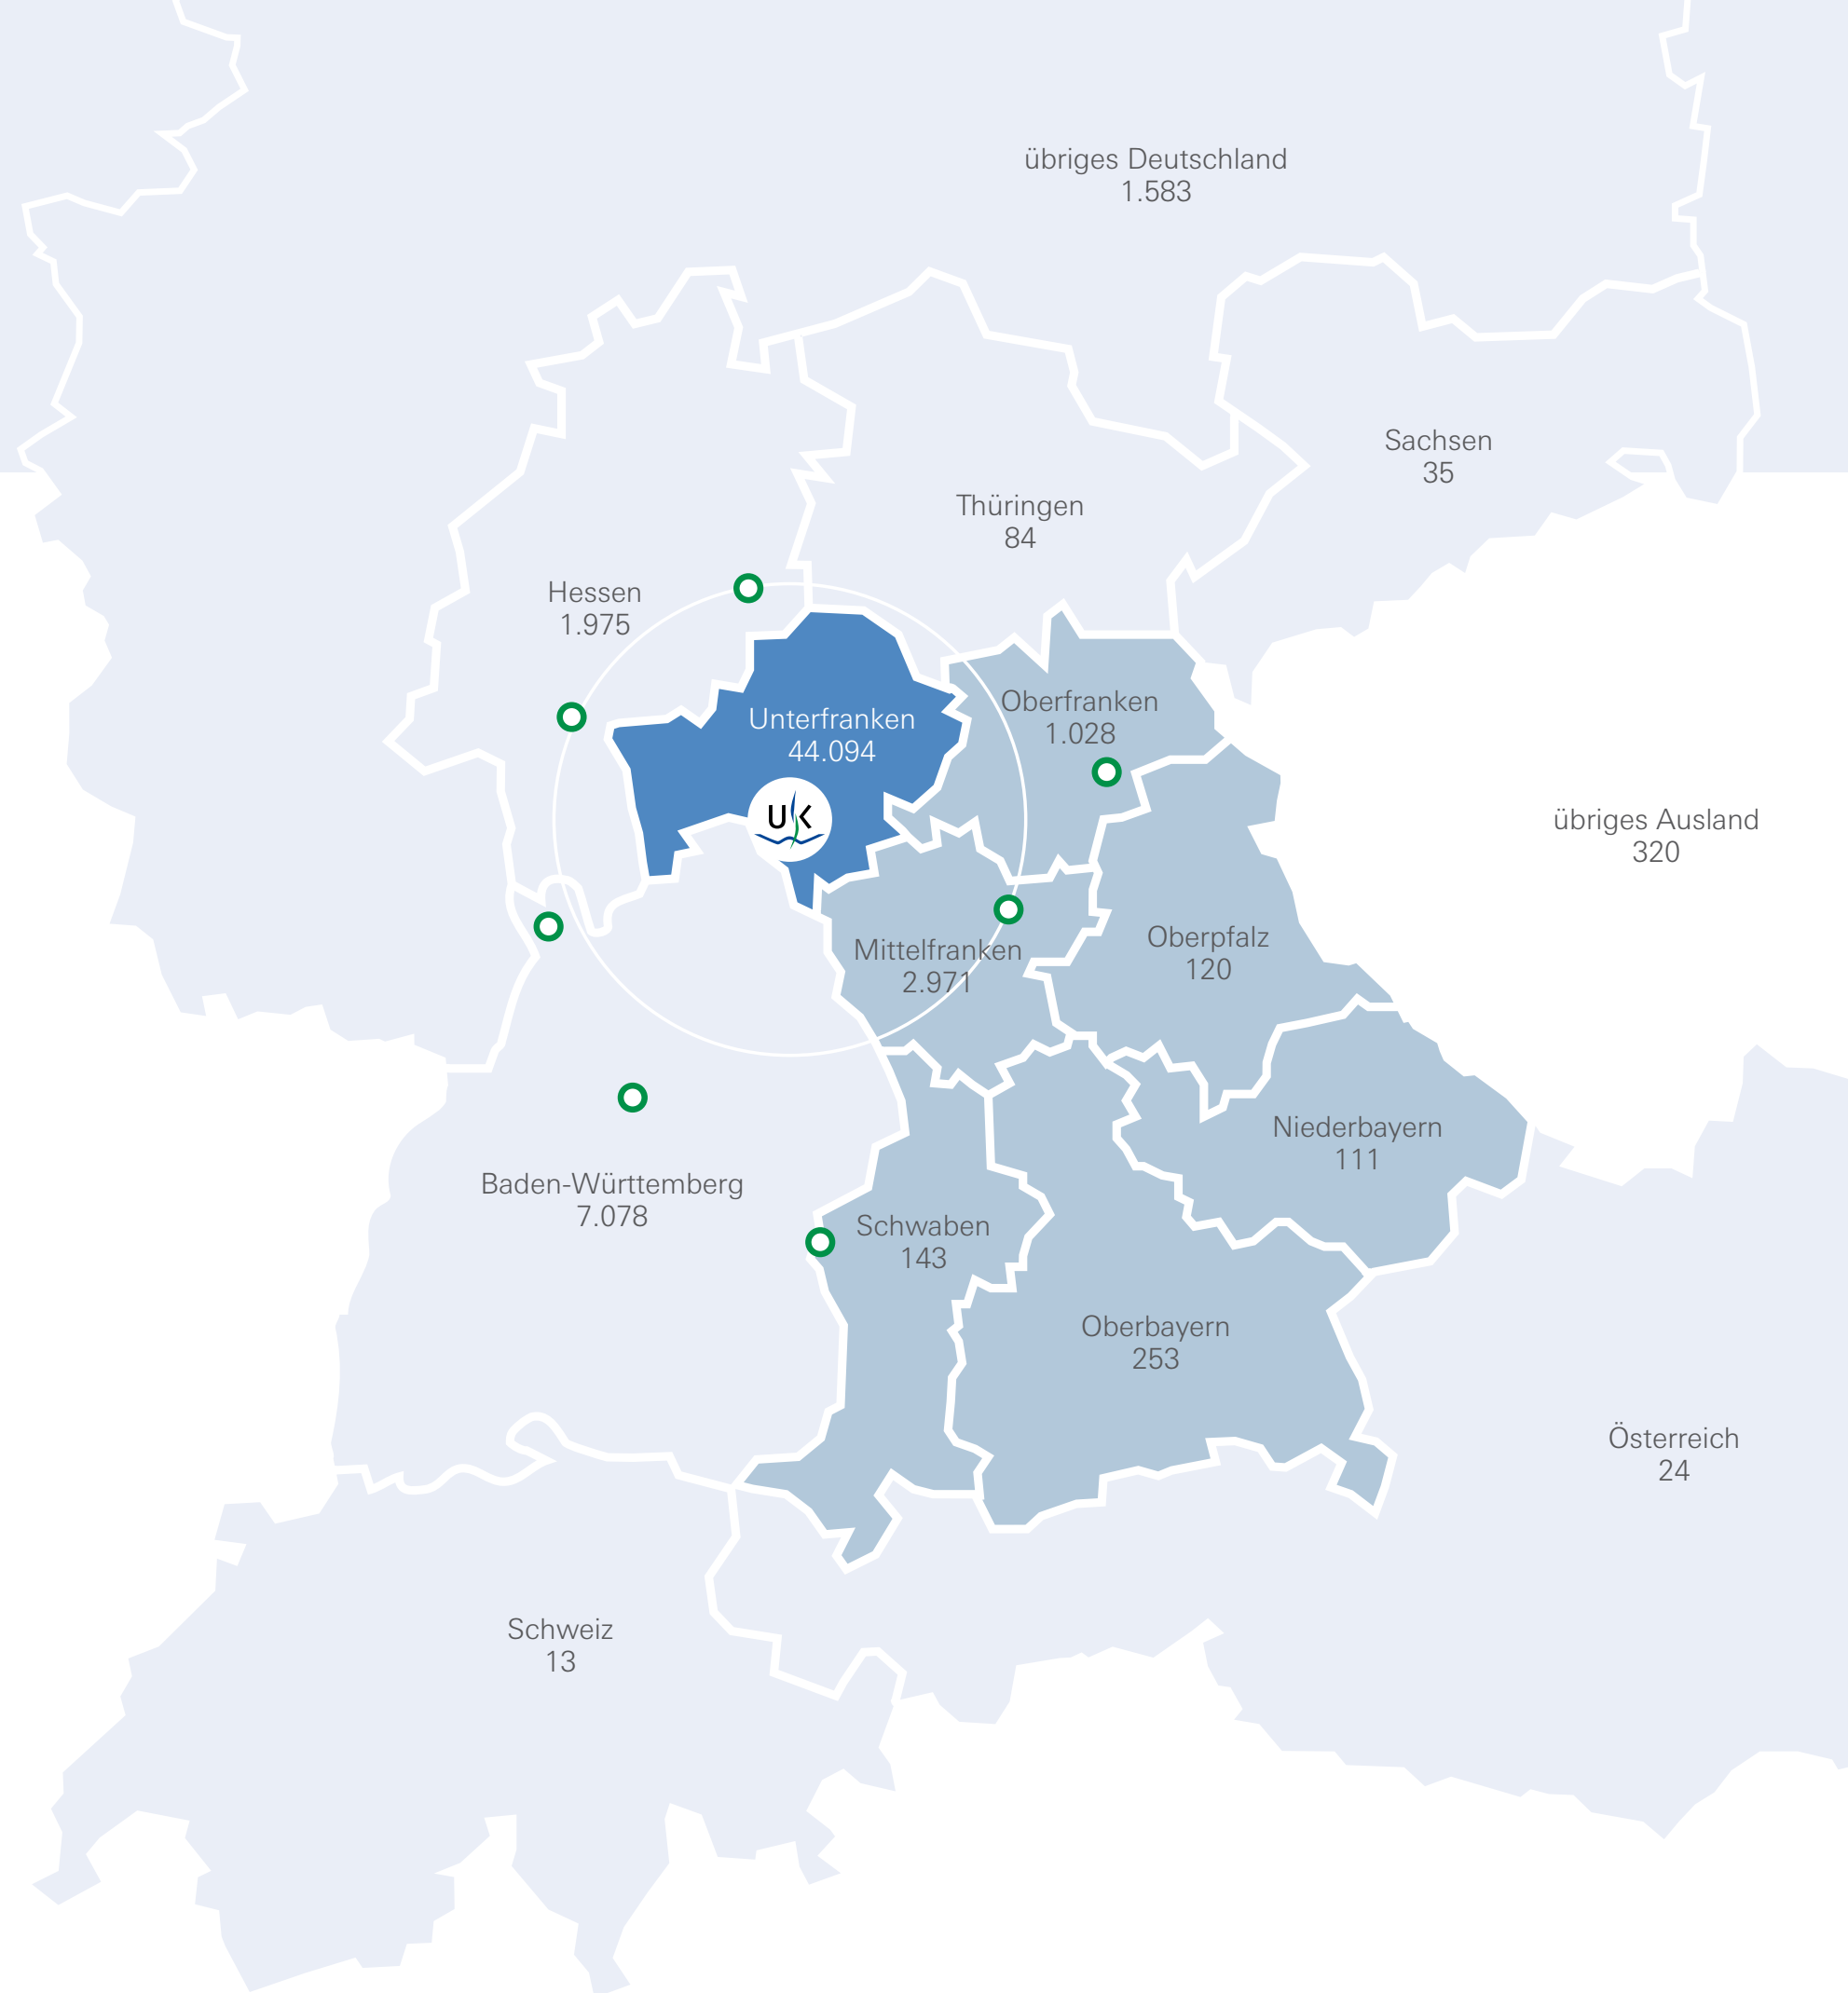 übriges Deutschland
1.583
Sachsen
35
Thüringen
84
Hessen
1.975
Oberfranken
1.028
Unterfranken
44.094
UK
übriges Ausland
320
Mittelfranken
2.971
Oberpfalz
120
Niederbayern
111
Baden-Württemberg
7.078
Schwaben
143
Oberbayern
253
Österreich
24
Schweiz
13